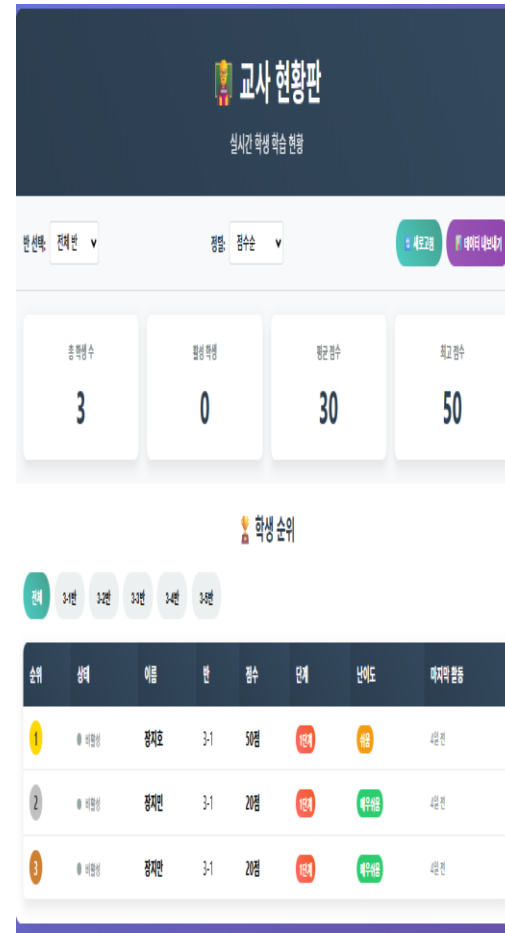 교사 현황판
실시간 학생 학습 현황
반 선택: 전체 반 정렬: 점수순 새로고침 데이터 내보내기
총 학생 수 활성 학생 평균 점수 최고 점수
3 0 30 50
학생 순위
전체 3-1반 3-2반 3-3반 3-4반 3-5반
순위 상태 이름 반 점수 단계 난이도 마지막 활동
1 비활성 장지호 3-1 50점 1단계 쉬움 4일 전
2 비활성 장지민 3-1 20점 1단계 매우쉬움 4일 전
3 비활성 장지만 3-1 20점 1단계 매우쉬움 4일 전